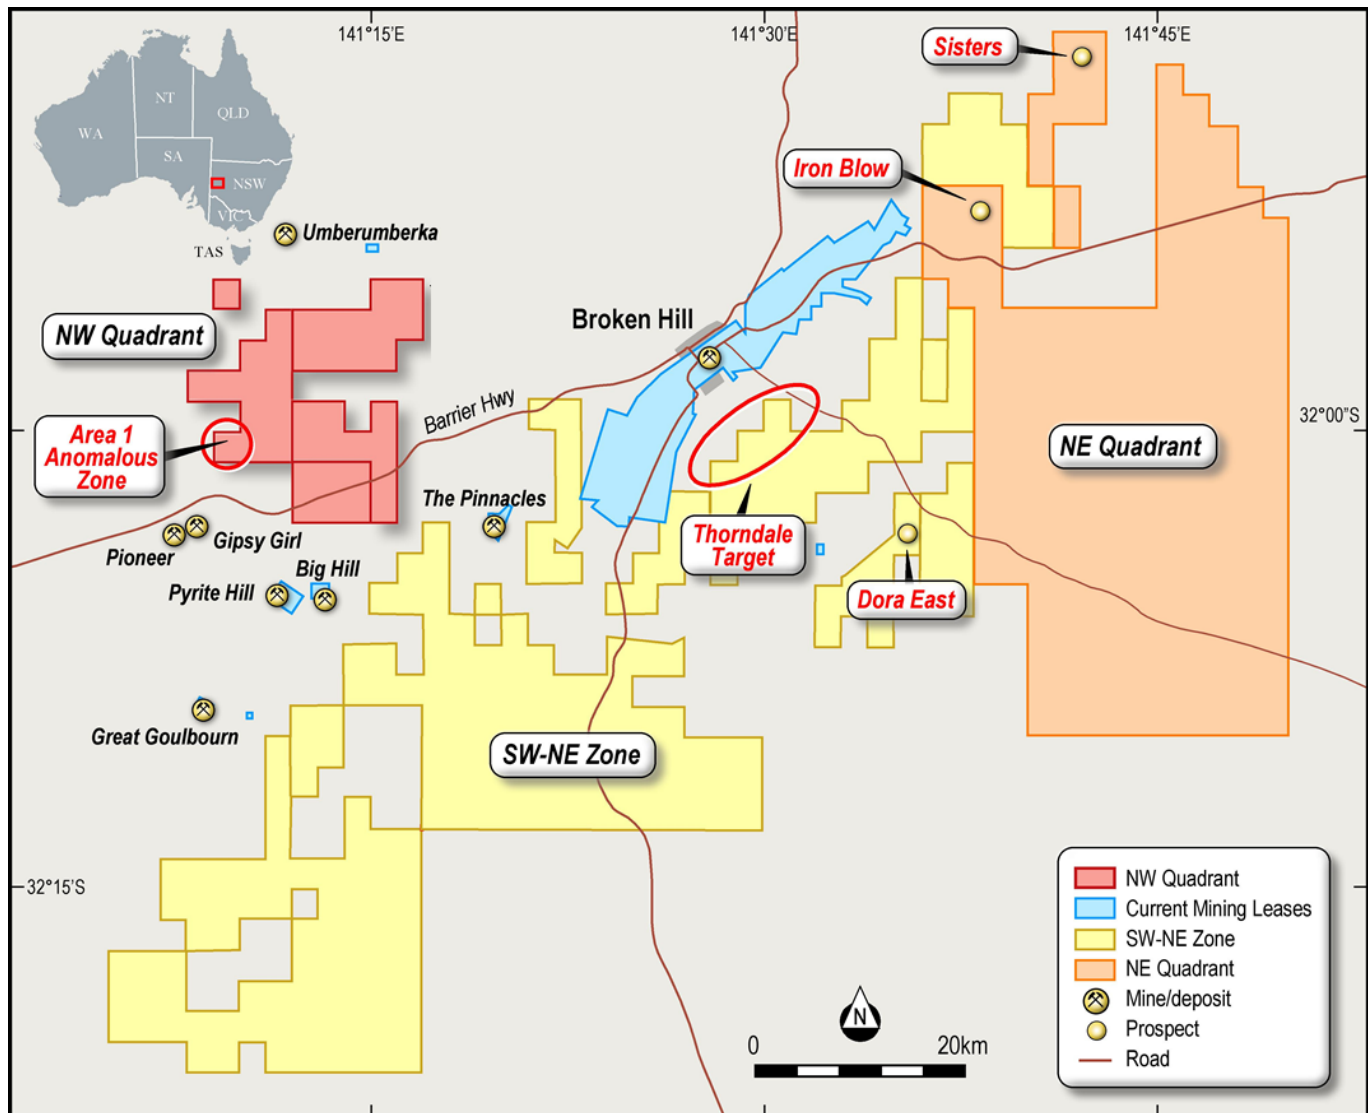 141°15'E
141°30'E
141°45'E
Sisters
NT
QLD
WA
SA
NSW
VIC
TAS
Iron Blow
Umberumberka
NW Quadrant
Broken Hill
Barrier Hwy
Area 1
Anomalous
Zone
32°00'S
NE Quadrant
The Pinnacles
Thorndale
Target
Pioneer
Gipsy Girl
Big Hill
Pyrite Hill
Dora East
Great Goulbourn
SW-NE Zone
32°15'S
NW Quadrant
Current Mining Leases
SW-NE Zone
NE Quadrant
Mine/deposit
Prospect
Road
N
0
20km